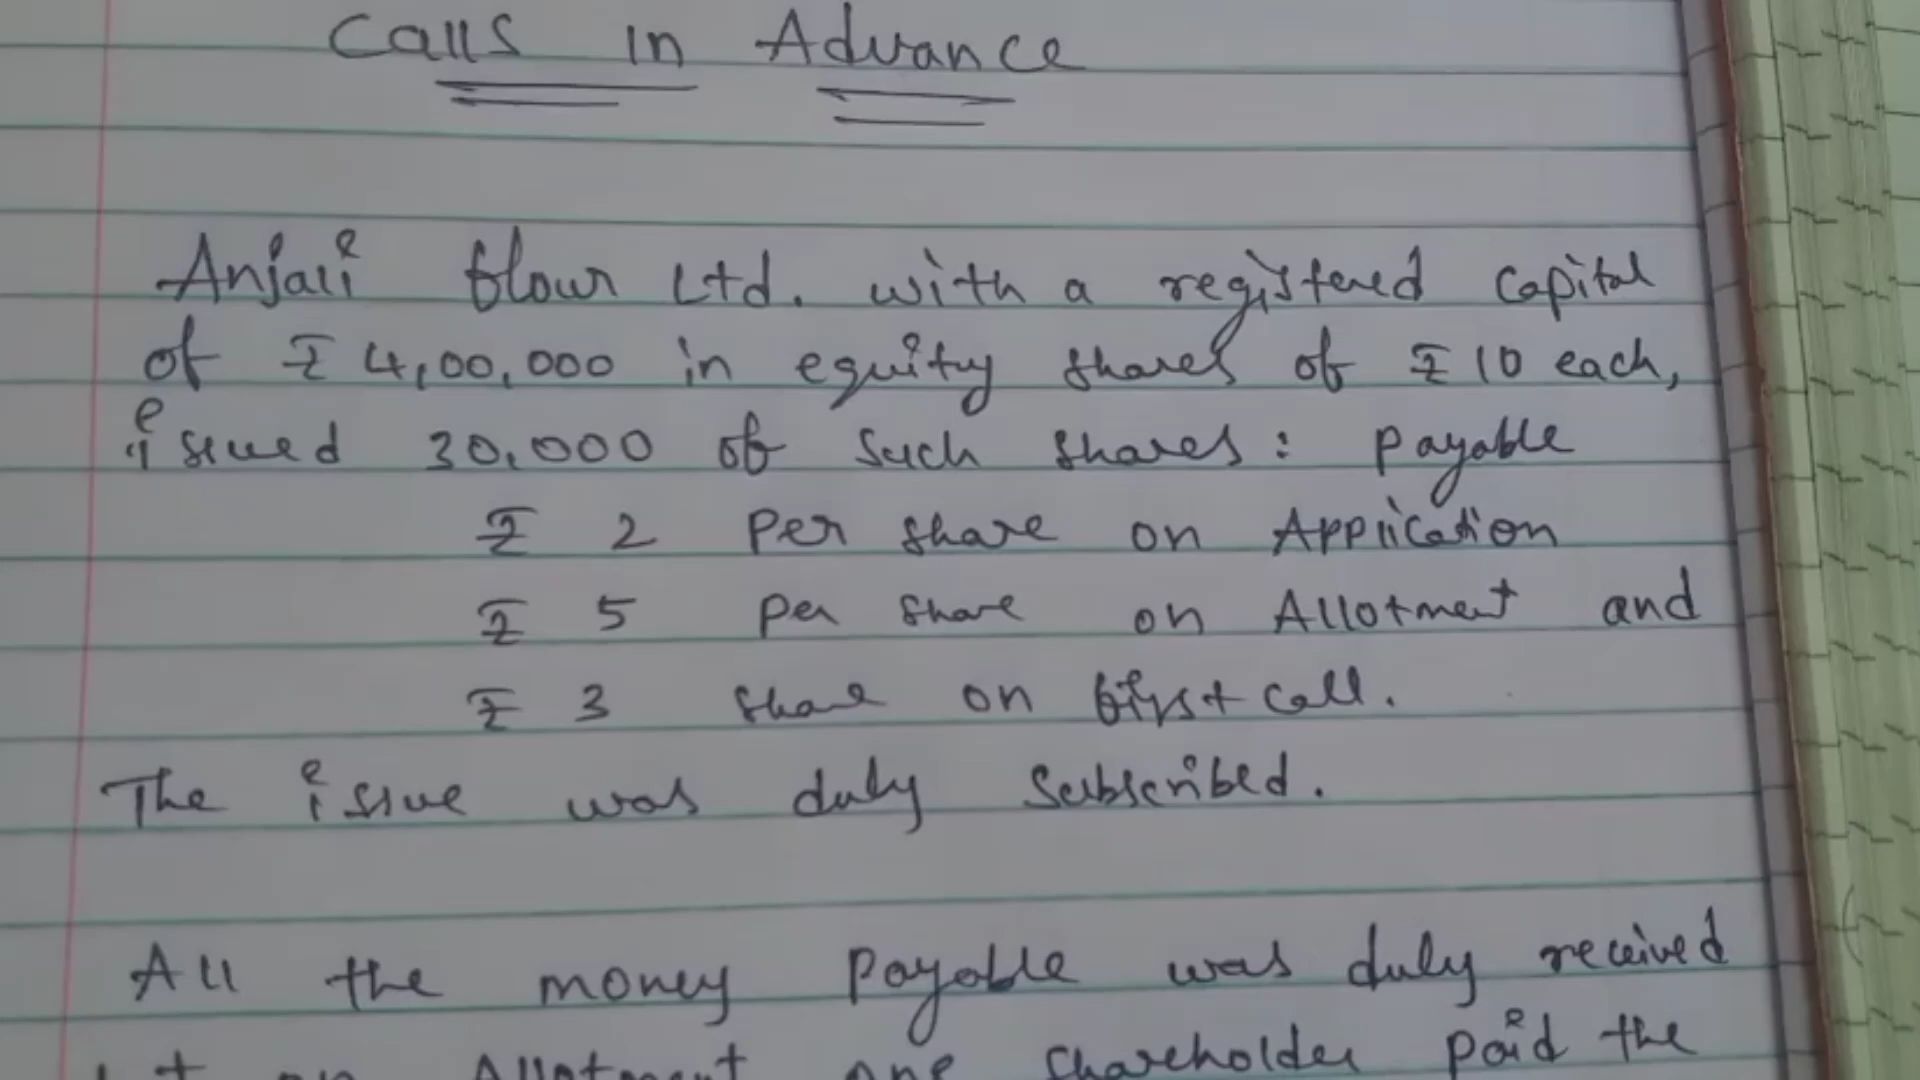 Calls in Advance
Anjali flour Ltd. with a registered capital
of ₹ 4,00,000 in equity shares of ₹ 10 each,
issued 30,000 of such shares: payable
₹ 2 Per share on Application
₹ 5 Per share on Allotment and
₹ 3 share on first call.
The issue was duly subscribed.
All the money payable was duly received
on Allotment one shareholder paid the